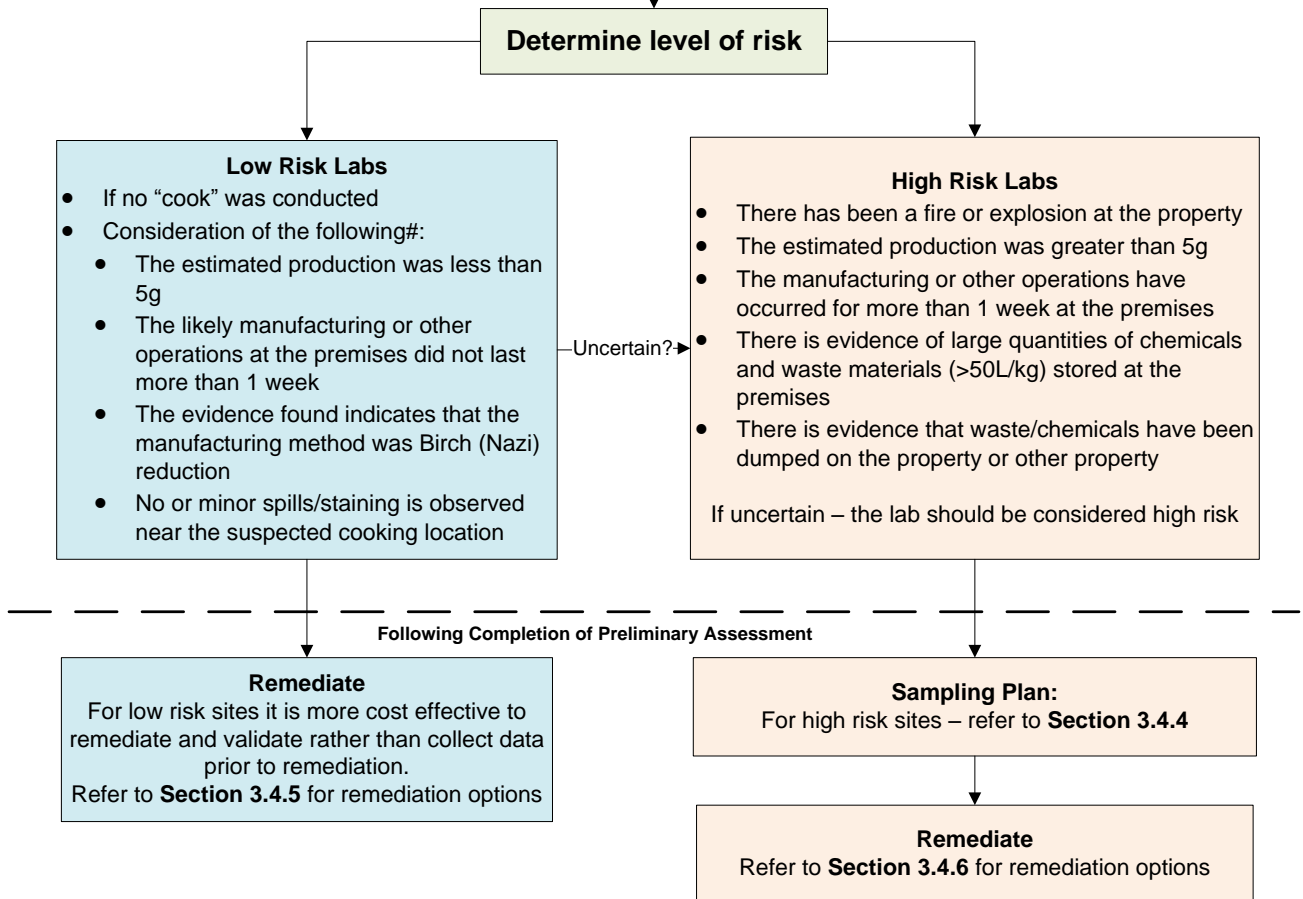 Determine level of risk
Low Risk Labs
• If no “cook” was conducted
• Consideration of the following#:
• The estimated production was less than
5g
• The likely manufacturing or other
operations at the premises did not last
more than 1 week
• The evidence found indicates that the
manufacturing method was Birch (Nazi)
reduction
• No or minor spills/staining is observed
near the suspected cooking location
Uncertain?
High Risk Labs
• There has been a fire or explosion at the property
• The estimated production was greater than 5g
• The manufacturing or other operations have
occurred for more than 1 week at the premises
• There is evidence of large quantities of chemicals
and waste materials (>50L/kg) stored at the
premises
• There is evidence that waste/chemicals have been
dumped on the property or other property
If uncertain – the lab should be considered high risk
Following Completion of Preliminary Assessment
Remediate
For low risk sites it is more cost effective to
remediate and validate rather than collect data
prior to remediation.
Refer to Section 3.4.5 for remediation options
Sampling Plan:
For high risk sites – refer to Section 3.4.4
Remediate
Refer to Section 3.4.6 for remediation options